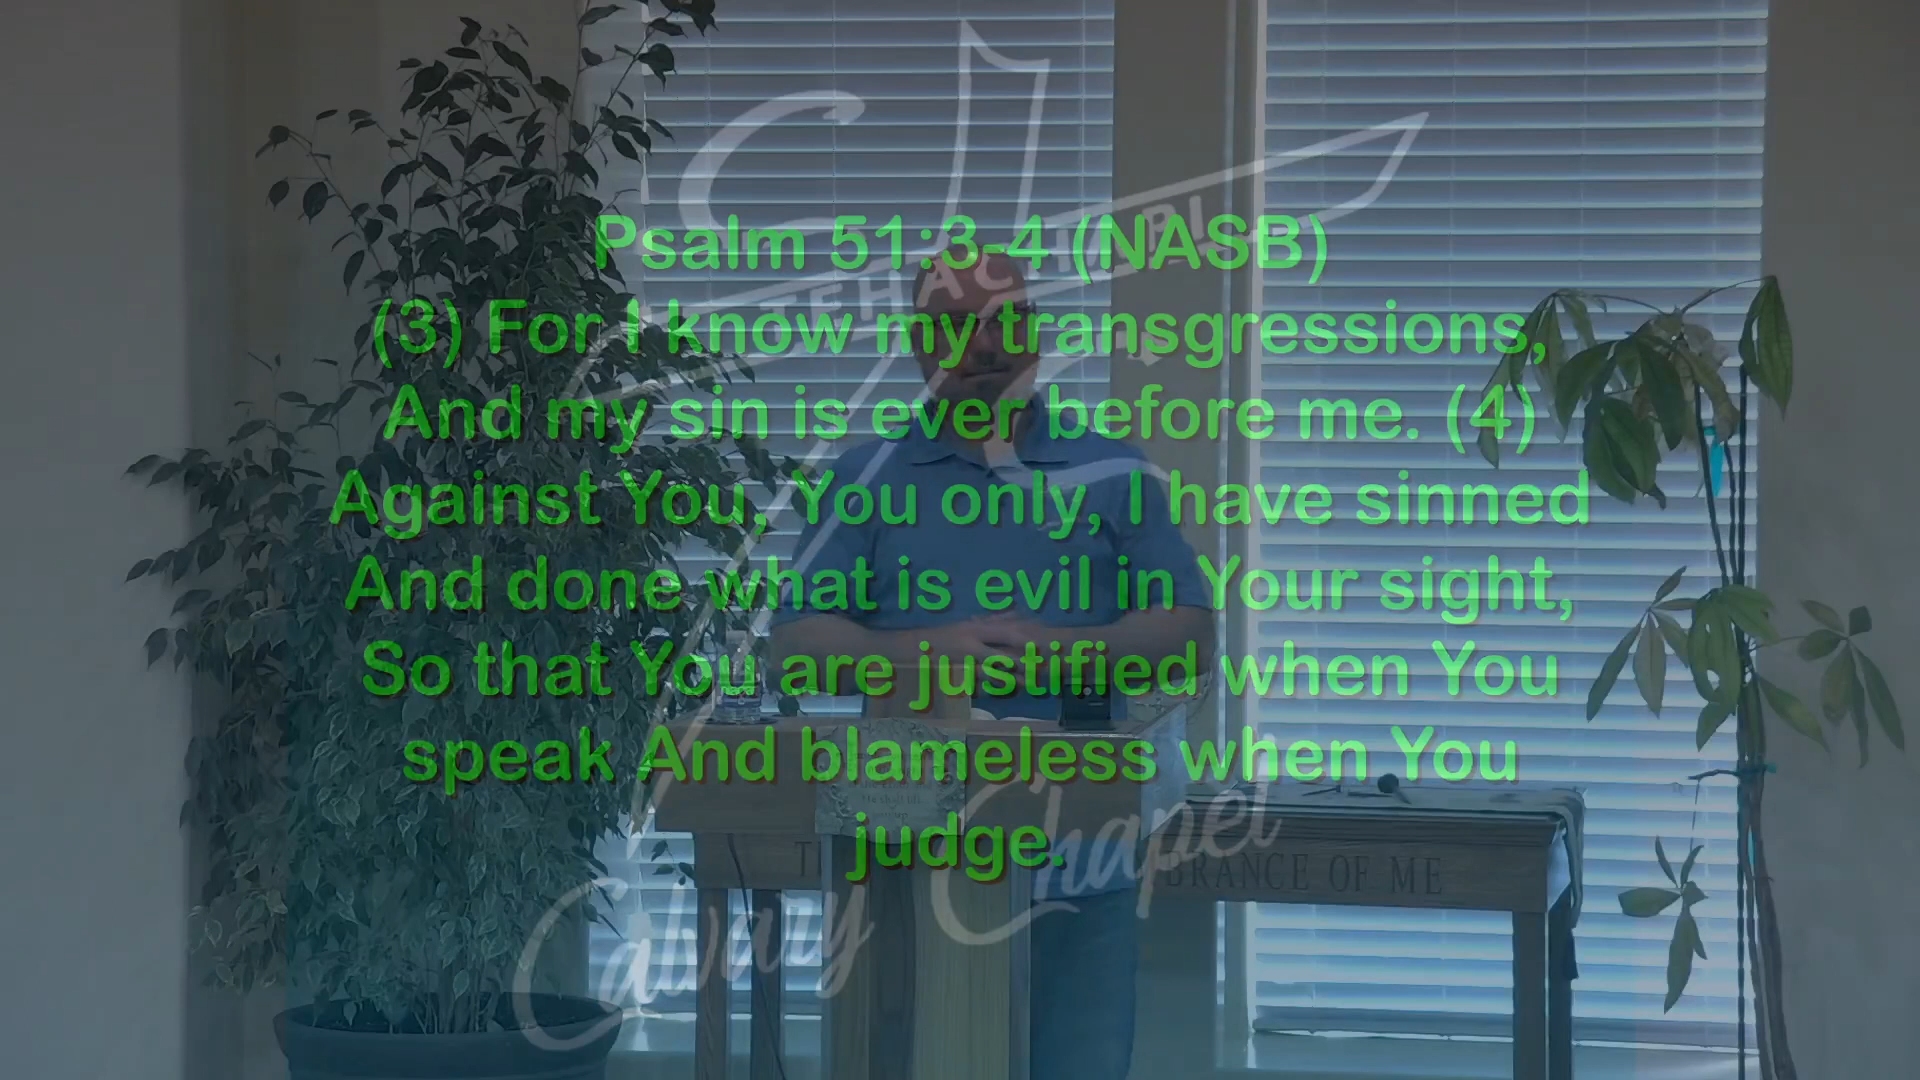 TEHACHAPI
Psalm 51:3-4 (NASB)
(3) For I know my transgressions,
And my sin is ever before me. (4)
Against You, You only, I have sinned
And done what is evil in Your sight,
So that You are justified when You
speak And blameless when You
judge.
Calvary Chapel
BRANCE OF ME